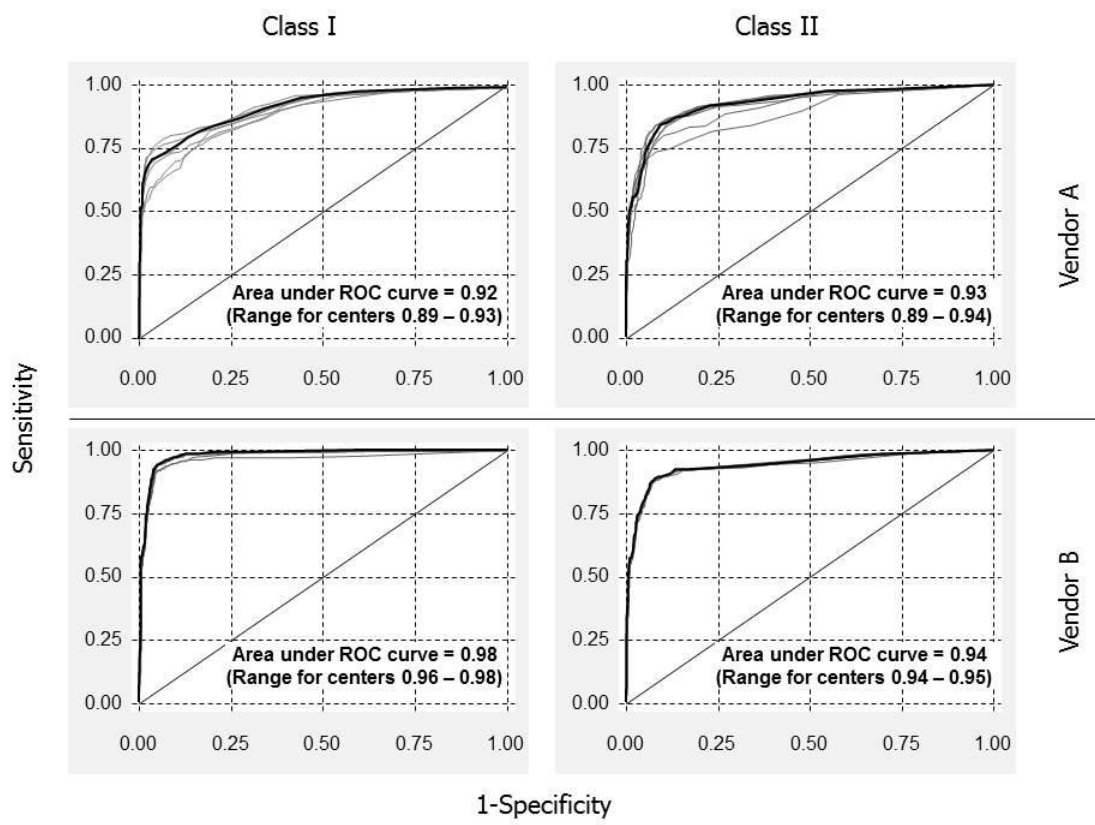 Class I
Class II
1.00
0.75
0.50
0.25
0.00
Area under ROC curve = 0.92
(Range for centers 0.89 – 0.93)
0.00 0.25 0.50 0.75 1.00
1.00
0.75
0.50
0.25
0.00
Area under ROC curve = 0.93
(Range for centers 0.89 – 0.94)
0.00 0.25 0.50 0.75 1.00
Vendor A
Sensitivity
1.00
0.75
0.50
0.25
0.00
Area under ROC curve = 0.98
(Range for centers 0.96 – 0.98)
0.00 0.25 0.50 0.75 1.00
1.00
0.75
0.50
0.25
0.00
Area under ROC curve = 0.94
(Range for centers 0.94 – 0.95)
0.00 0.25 0.50 0.75 1.00
Vendor B
1-Specificity